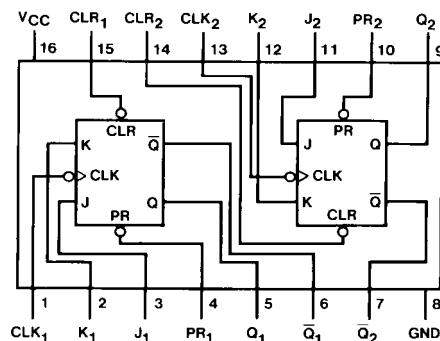 VCC CLR1 CLR2 CLK2 K2 J2 PR2 Q2
16 15 14 13 12 11 10 9
CLR PR
K Q̅ J Q
CLK CLK
J Q K Q̅
PR CLR
1 2 3 4 5 6 7 8
CLK1 K1 J1 PR1 Q1 Q̅1 Q̅2 GND